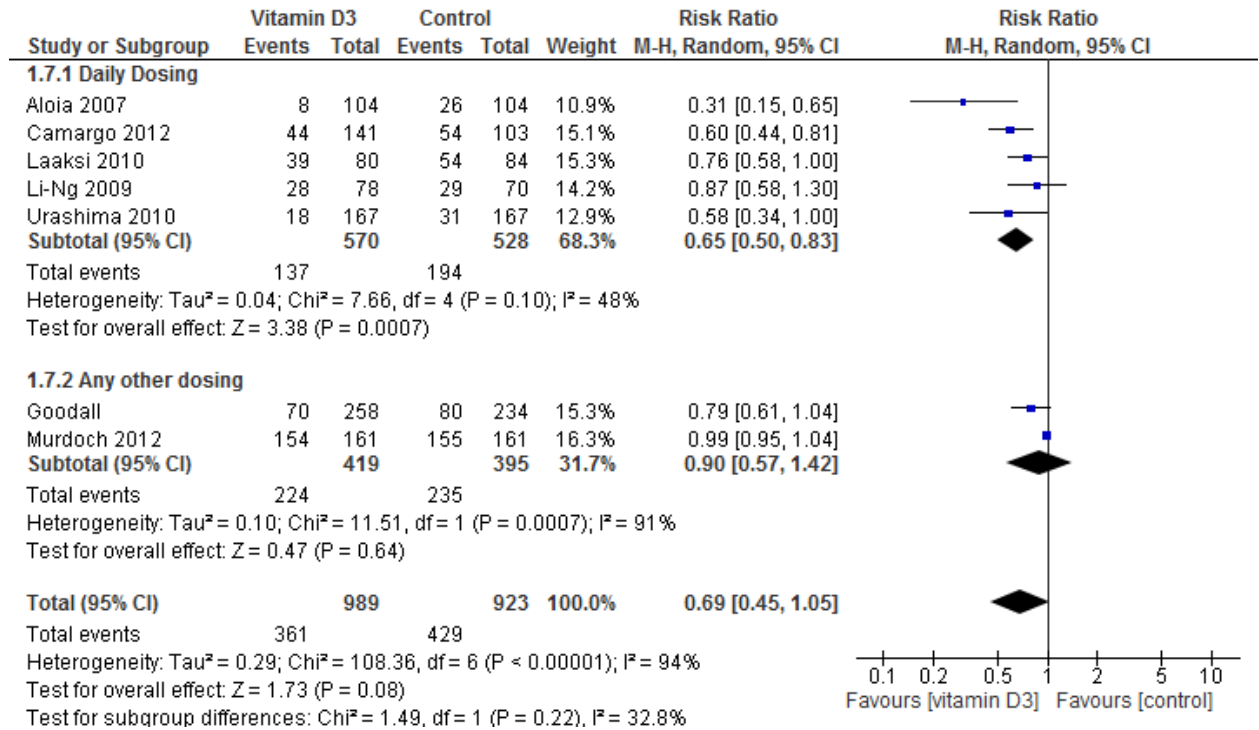 Vitamin D3 Control Risk Ratio Risk Ratio
Study or Subgroup Events Total Events Total Weight M-H, Random, 95% CI M-H, Random, 95% CI
1.7.1 Daily Dosing
Aloia 2007 8 104 26 104 10.9% 0.31 [0.15, 0.65]
Camargo 2012 44 141 54 103 15.1% 0.60 [0.44, 0.81]
Laaksi 2010 39 80 54 84 15.3% 0.76 [0.58, 1.00]
Li-Ng 2009 28 78 29 70 14.2% 0.87 [0.58, 1.30]
Urashima 2010 18 167 31 167 12.9% 0.58 [0.34, 1.00]
Subtotal (95% CI) 570 528 68.3% 0.65 [0.50, 0.83]
Total events 137 194
Heterogeneity: Tau² = 0.04; Chi² = 7.66, df = 4 (P = 0.10); I² = 48%
Test for overall effect: Z = 3.38 (P = 0.0007)
1.7.2 Any other dosing
Goodall 70 258 80 234 15.3% 0.79 [0.61, 1.04]
Murdoch 2012 154 161 155 161 16.3% 0.99 [0.95, 1.04]
Subtotal (95% CI) 419 395 31.7% 0.90 [0.57, 1.42]
Total events 224 235
Heterogeneity: Tau² = 0.10; Chi² = 11.51, df = 1 (P = 0.0007); I² = 91%
Test for overall effect: Z = 0.47 (P = 0.64)
Total (95% CI) 989 923 100.0% 0.69 [0.45, 1.05]
Total events 361 429
Heterogeneity: Tau² = 0.29; Chi² = 108.36, df = 6 (P < 0.00001); I² = 94%
Test for overall effect: Z = 1.73 (P = 0.08)
Test for subgroup differences: Chi² = 1.49, df = 1 (P = 0.22), I² = 32.8%
0.1 0.2 0.5 1 2 5 10
Favours [vitamin D3] Favours [control]